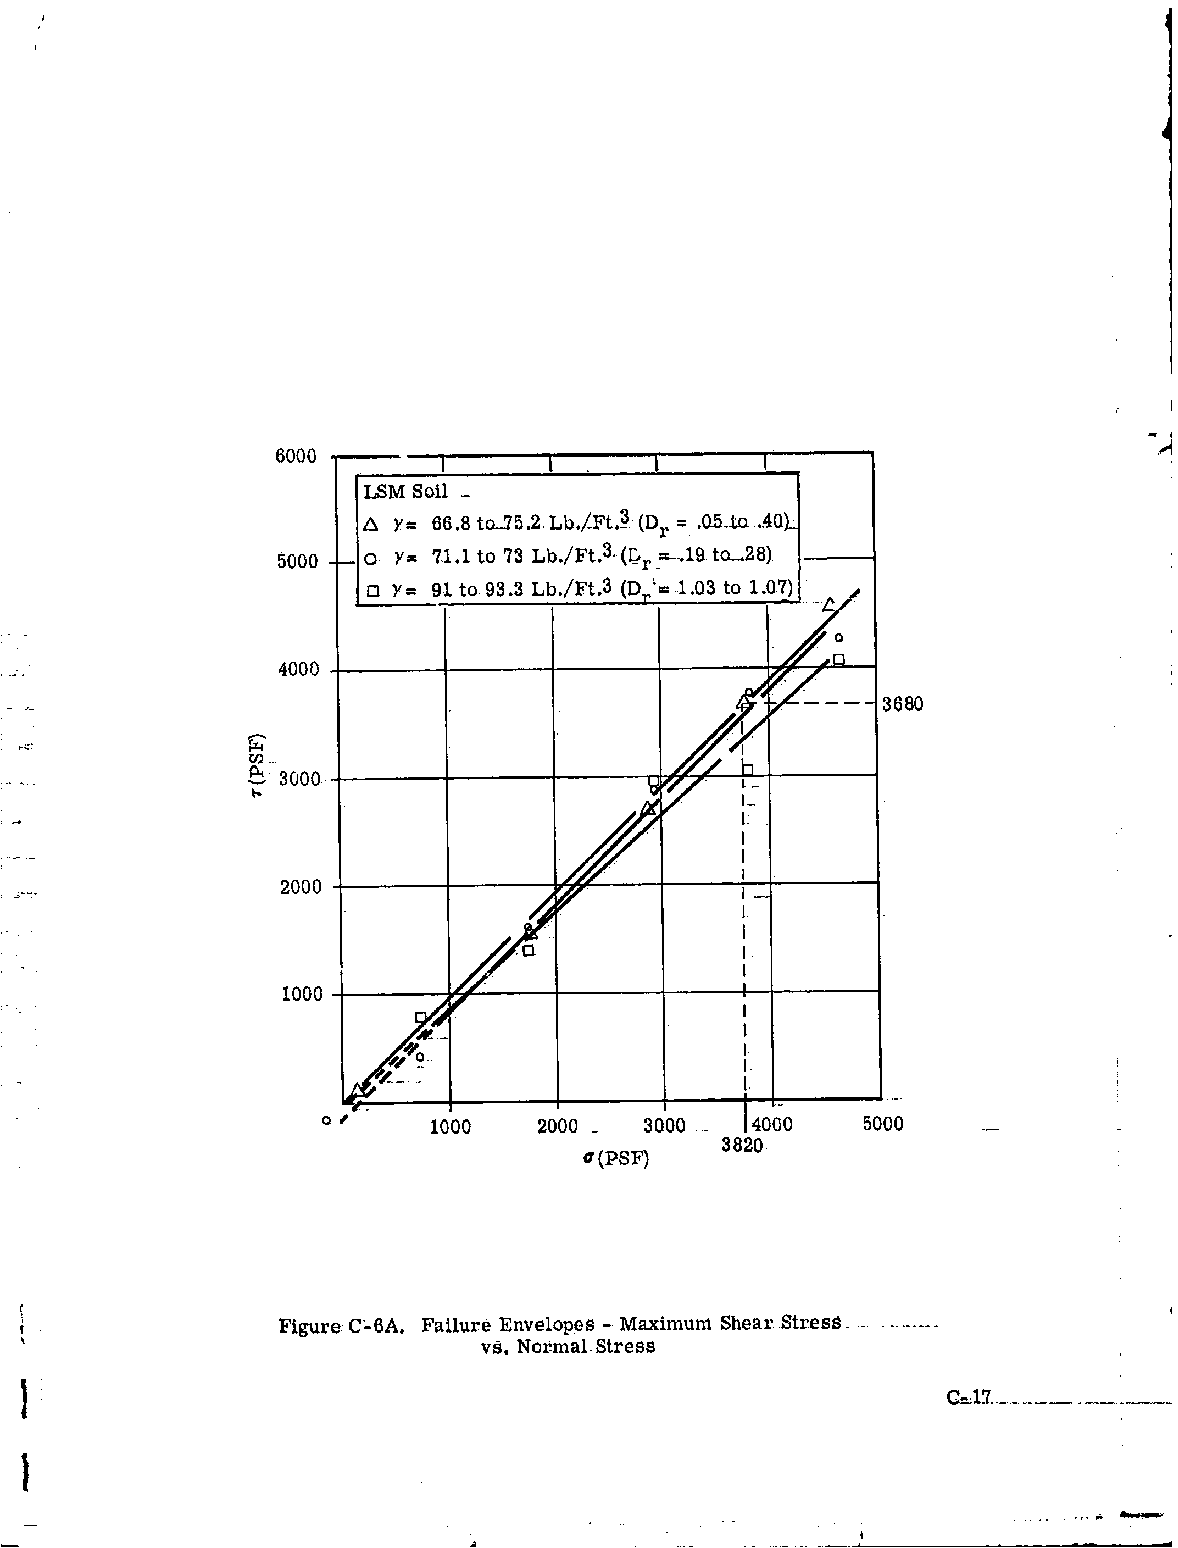 6000
LSM Soil
△ γ= 66.8 to 75.2 Lb./Ft.³ (Dr = .05 to .40)
○ γ= 71.1 to 73 Lb./Ft.³ (Dr = .19 to .28)
□ γ= 91 to 93.3 Lb./Ft.³ (Dr = 1.03 to 1.07)
5000
4000
3680
τ (PSF)
3000
2000
1000
0
1000 2000 3000 4000 5000
3820
σ (PSF)
Figure C-6A. Failure Envelopes - Maximum Shear Stress
vs. Normal Stress
C-17